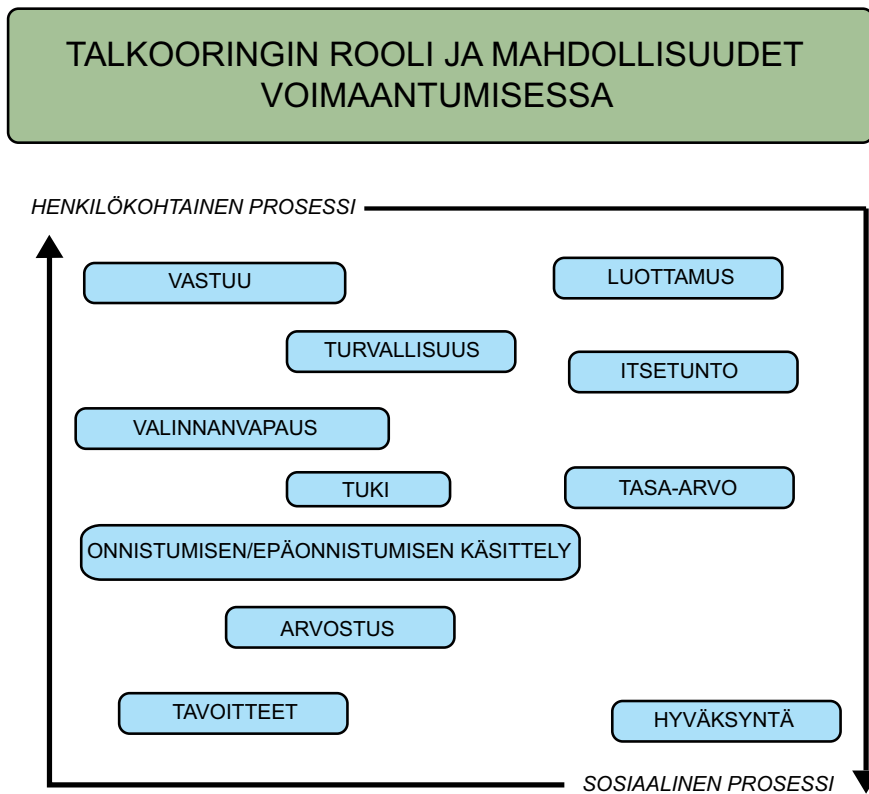 TALKOORINGIN ROOLI JA MAHDOLLISUUDET
VOIMAANTUMISESSA
HENKILÖKOHTAINEN PROSESSI
VASTUU
LUOTTAMUS
TURVALLISUUS
ITSETUNTO
VALINNANVAPAUS
TUKI
TASA-ARVO
ONNISTUMISEN/EPÄONNISTUMISEN KÄSITTELY
ARVOSTUS
TAVOITTEET
HYVÄKSYNTÄ
SOSIAALINEN PROSESSI